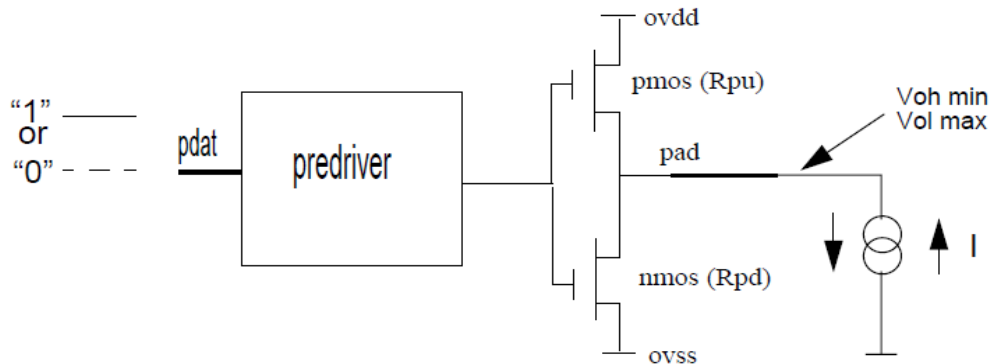 ovdd
pmos (Rpu)
“1”
or
“0”
pdat
predriver
pad
Voh min
Vol max
I
nmos (Rpd)
ovss